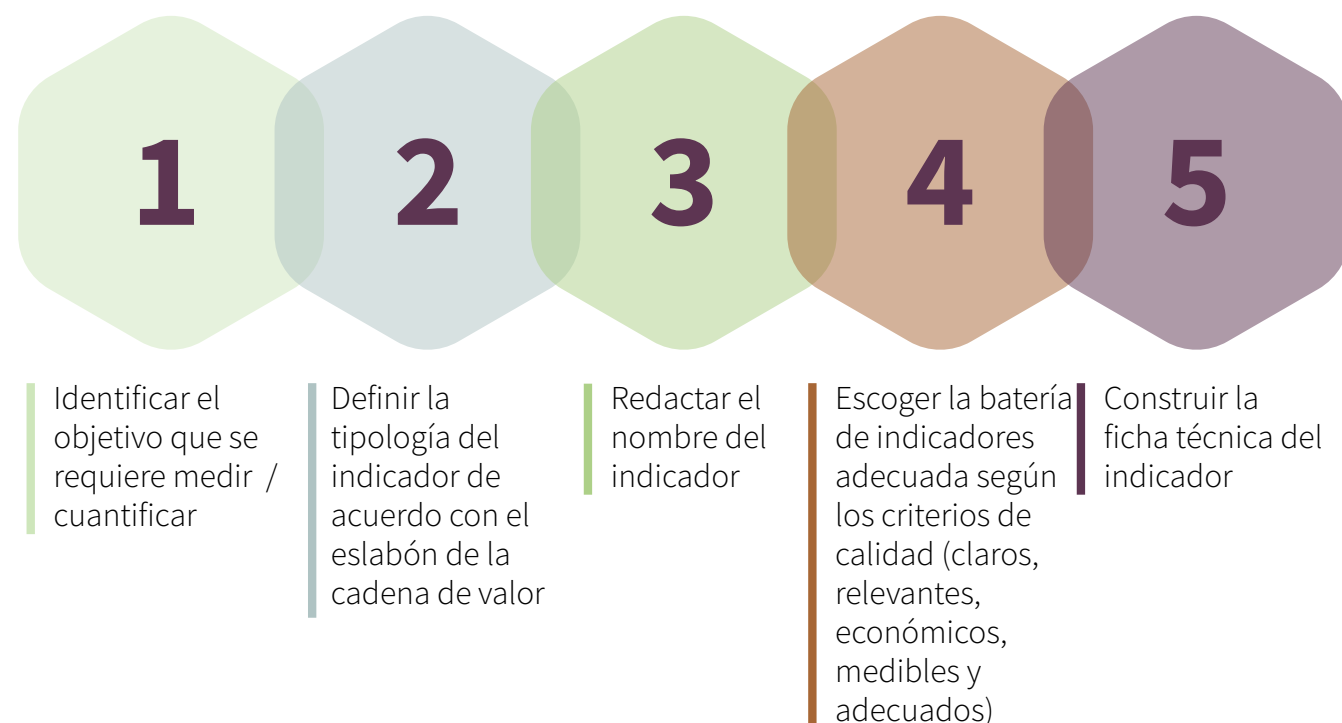 1
2
3
4
5
Identificar el
objetivo que se
requiere medir /
cuantificar
Definir la
tipología del
indicador de
acuerdo con el
eslabón de la
cadena de valor
Redactar el
nombre del
indicador
Escoger la batería
de indicadores
adecuada según
los criterios de
calidad (claros,
relevantes,
económicos,
medibles y
adecuados)
Construir la
ficha técnica del
indicador